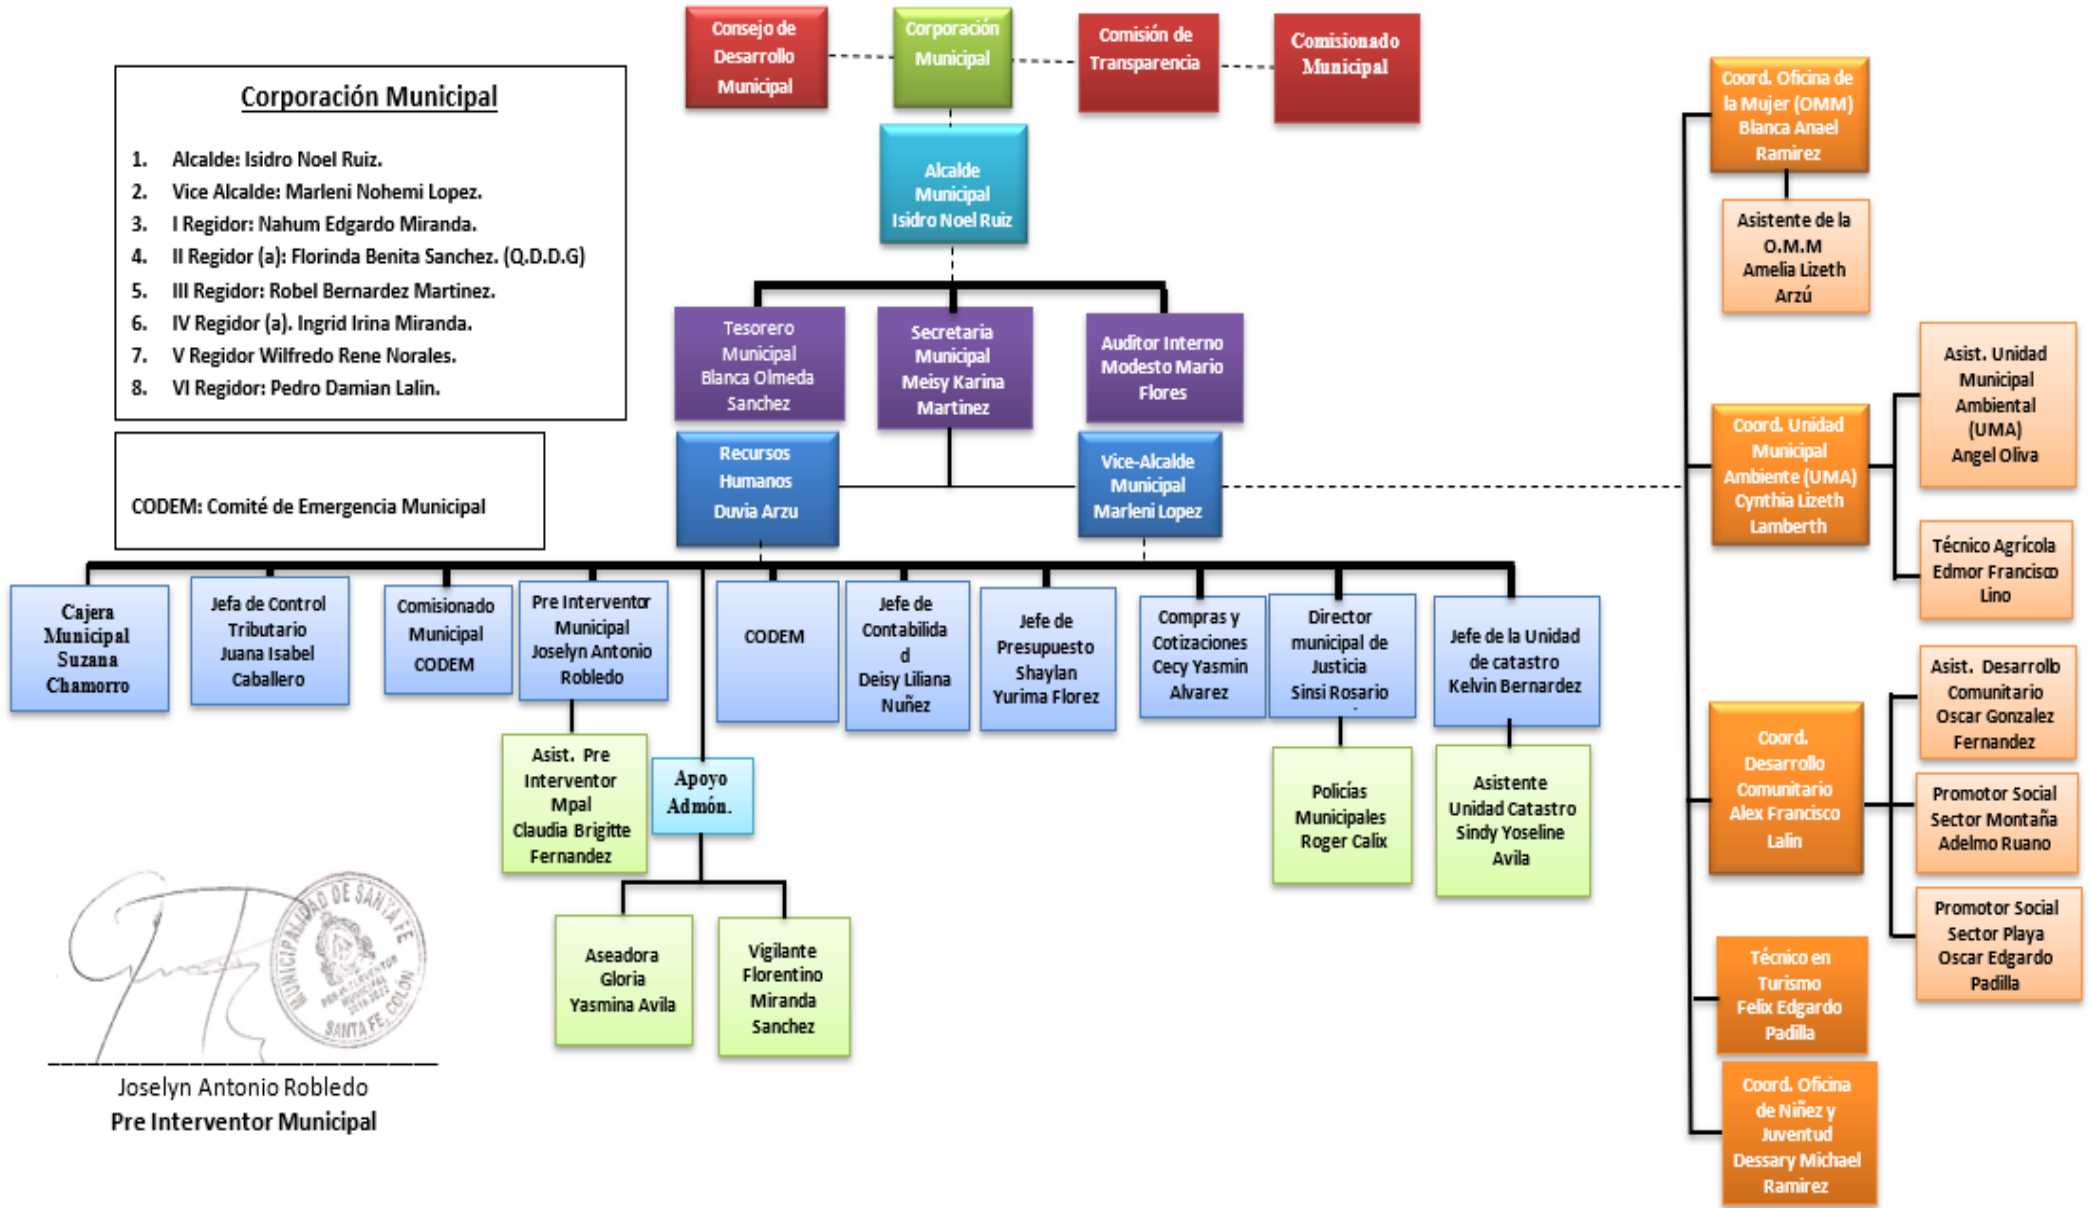 Consejo de
Desarrollo
Municipal
Corporación
Municipal
Comisión de
Transparencia
Comisionado
Municipal
Corporación Municipal
1. Alcalde: Isidro Noel Ruiz.
2. Vice Alcalde: Marleni Nohemi Lopez.
3. I Regidor: Nahum Edgardo Miranda.
4. II Regidor (a): Florinda Benita Sanchez. (Q.D.D.G)
5. III Regidor: Robel Bernardez Martinez.
6. IV Regidor (a). Ingrid Irina Miranda.
7. V Regidor Wilfredo Rene Norales.
8. VI Regidor: Pedro Damian Lalin.
CODEM: Comité de Emergencia Municipal
Alcalde
Municipal
Isidro Noel Ruiz
Tesorero
Municipal
Blanca Olmeda
Sanchez
Secretaria
Municipal
Meisy Karina
Martinez
Auditor Interno
Modesto Mario
Flores
Recursos
Humanos
Duvia Arzu
Vice-Alcalde
Municipal
Marleni Lopez
Cajera
Municipal
Suzana
Chamorro
Jefa de Control
Tributario
Juana Isabel
Caballero
Comisionado
Municipal
CODEM
Pre Interventor
Municipal
Joselyn Antonio
Robledo
CODEM
Jefe de
Contabilida
d
Deisy Liliana
Nuñez
Jefe de
Presupuesto
Shaylan
Yurima Florez
Compras y
Cotizaciones
Cecy Yasmin
Alvarez
Director
municipal de
Justicia
Sinsi Rosario
Jefe de la Unidad
de catastro
Kelvin Bernardez
Asist. Pre
Interventor
Mpal
Claudia Brigitte
Fernandez
Apoyo
Admón.
Policías
Municipales
Roger Calix
Asistente
Unidad Catastro
Sindy Yoseline
Avila
Aseadora
Gloria
Yasmina Avila
Vigilante
Florentino
Miranda
Sanchez
Coord. Oficina de
la Mujer (OMM)
Blanca Anael
Ramirez
Asistente de la
O.M.M
Amelia Lizeth
Arzú
Coord. Unidad
Municipal
Ambiente (UMA)
Cynthia Lizeth
Lamberth
Asist. Unidad
Municipal
Ambiental
(UMA)
Angel Oliva
Técnico Agrícola
Edmor Francisco
Lino
Coord.
Desarrollo
Comunitario
Alex Francisco
Lalin
Asist. Desarrollo
Comunitario
Oscar Gonzalez
Fernandez
Promotor Social
Sector Montaña
Adelmo Ruano
Promotor Social
Sector Playa
Oscar Edgardo
Padilla
Técnico en
Turismo
Felix Edgardo
Padilla
Coord. Oficina
de Niñez y
Juventud
Dessary Michael
Ramirez
MUNICIPALIDAD DE SANTA FE
PRE-INTERVENTOR
MUNICIPAL
SANTA FE, COLÓN
Joselyn Antonio Robledo
Pre Interventor Municipal